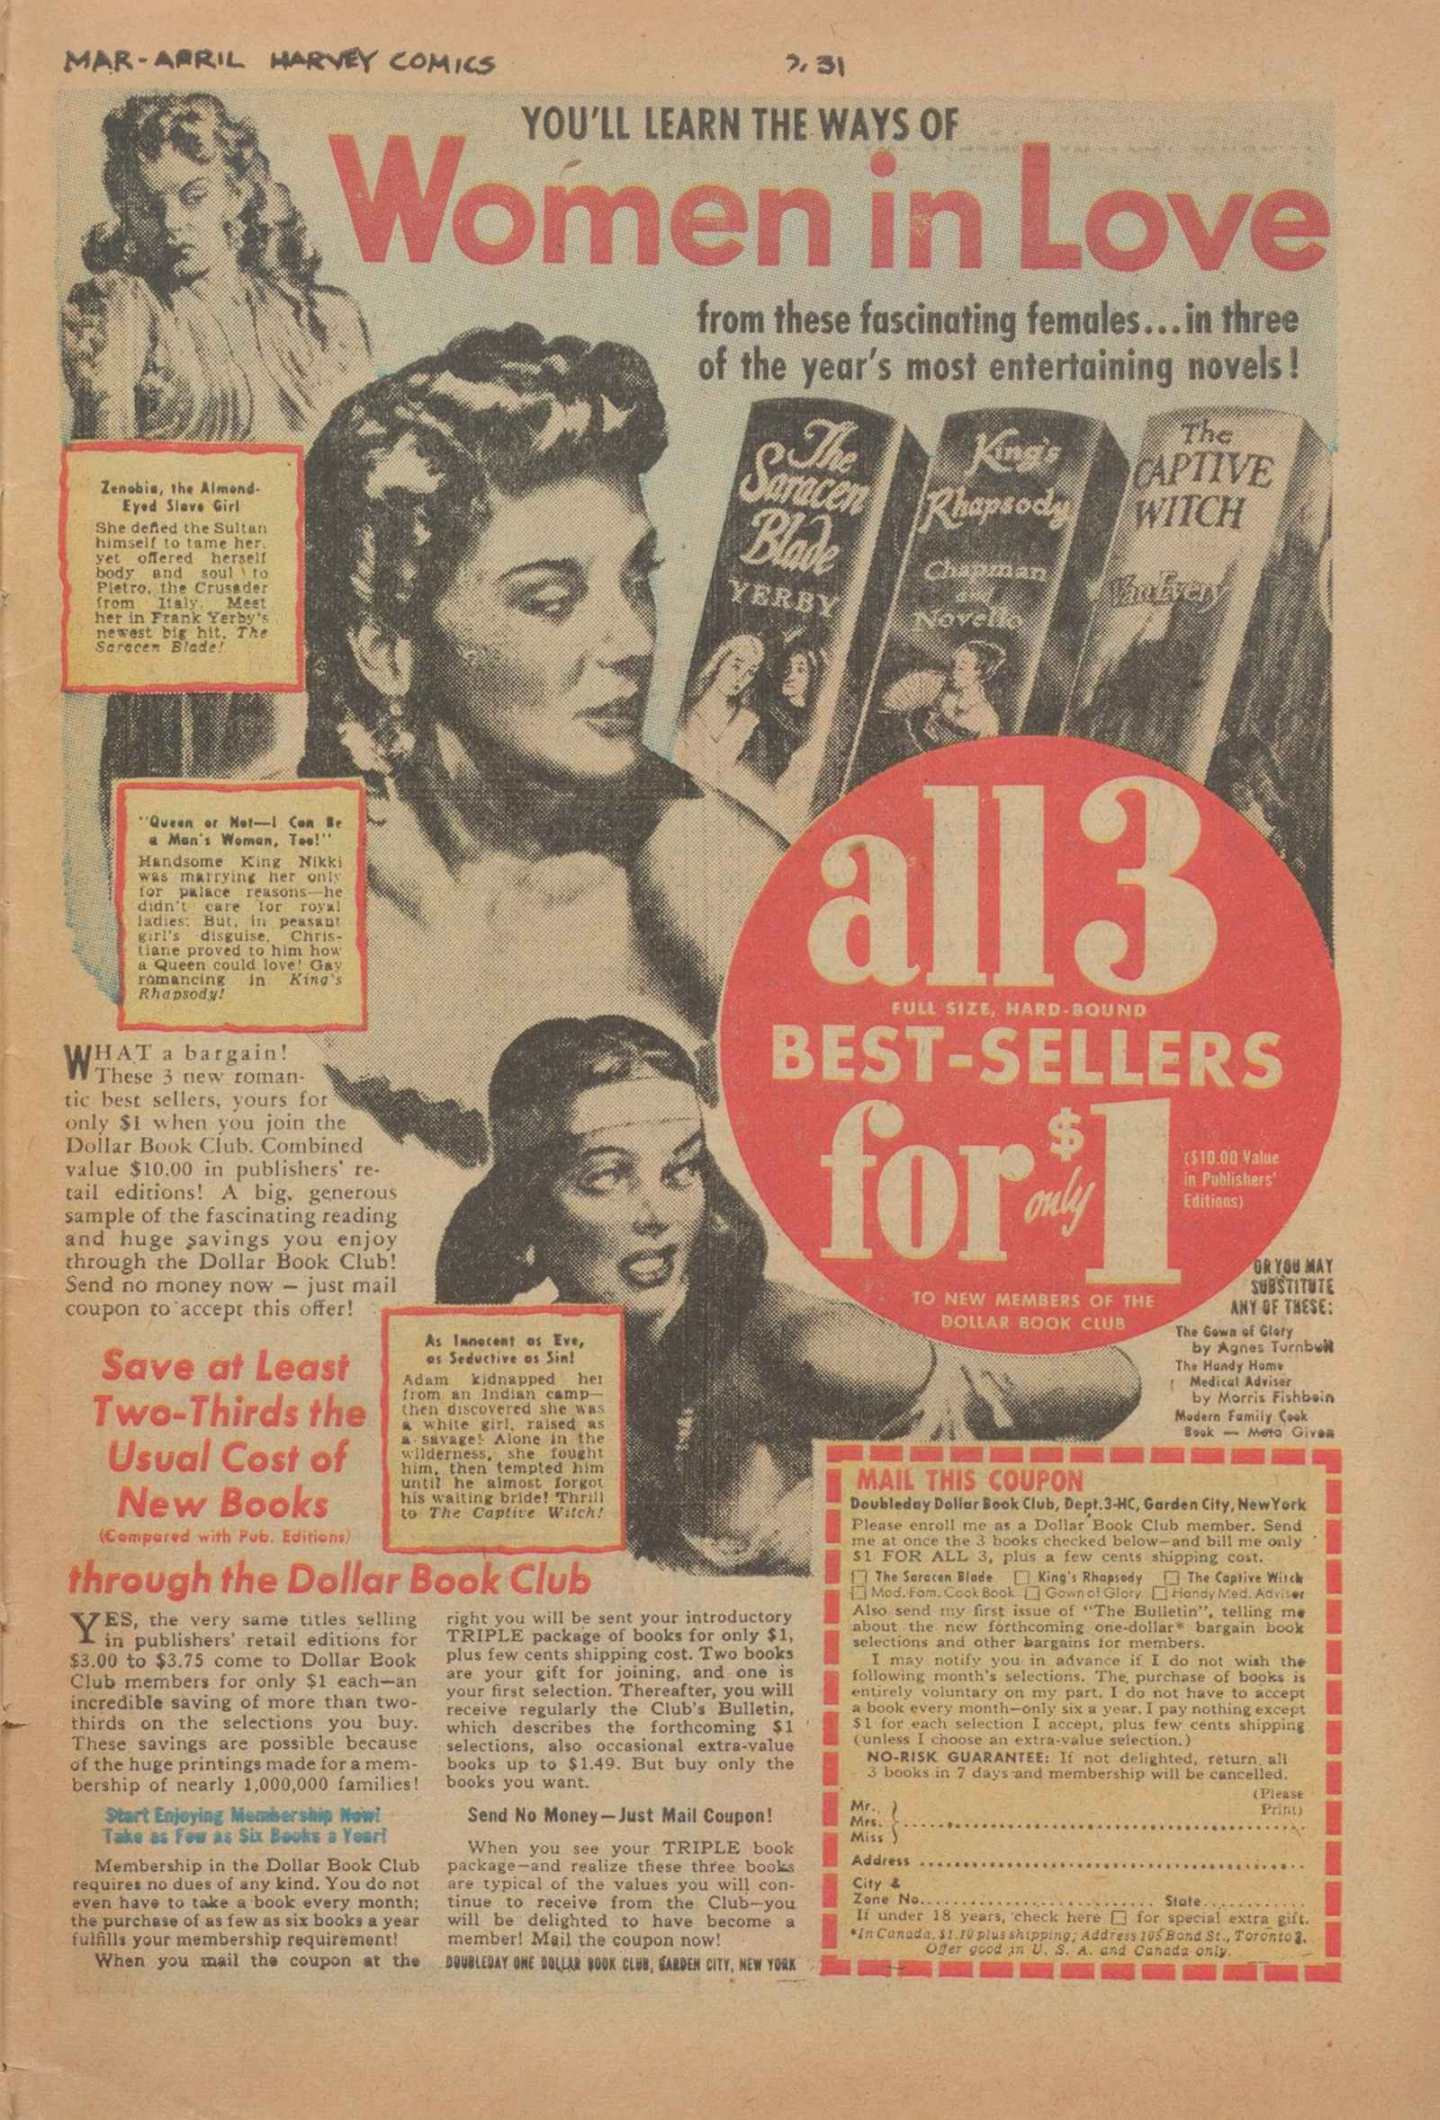 MAR-APRIL HARVEY COMICS
31
YOU'LL LEARN THE WAYS OF
Women in Love
from these fascinating females...in three
of the year's most entertaining novels!
Zenobia, the Almond-
Eyed Slave Girl
She defied the Sultan
himself to tame her,
yet offered herself
body and soul to
Pietro, the Crusader
from Italy. Meet
her in Frank Yerby's
newest big hit, The
Saracen Blade!
The
Saracen
Blade
YERBY
King's
Rhapsody
Chapman
and
Novello
The
CAPTIVE
WITCH
Van Every
"Queen or Not—I Can Be
a Man's Woman, Too!"
Handsome King Nikki
was marrying her only
for palace reasons—he
didn't care for royal
ladies. But, in peasant
girl's disguise, Chris-
tiane proved to him how
a Queen could love! Gay
romancing in King's
Rhapsody!
all 3
FULL SIZE, HARD-BOUND
BEST-SELLERS
for only $1
($10.00 Value
in Publishers'
Editions)
TO NEW MEMBERS OF THE
DOLLAR BOOK CLUB
WHAT a bargain!
These 3 new roman-
tic best sellers, yours for
only $1 when you join the
Dollar Book Club. Combined
value $10.00 in publishers' re-
tail editions! A big, generous
sample of the fascinating reading
and huge savings you enjoy
through the Dollar Book Club!
Send no money now — just mail
coupon to accept this offer!
OR YOU MAY
SUBSTITUTE
ANY OF THESE:
The Gown of Glory
by Agnes Turnbull
The Handy Home
Medical Adviser
by Morris Fishbein
Modern Family Cook
Book — Meta Given
As Innocent as Eve,
as Seductive as Sin!
Adam kidnapped her
from an Indian camp—
then discovered she was
a white girl, raised as
a savage! Alone in the
wilderness, she fought
him, then tempted him
until he almost forgot
his waiting bride! Thrill
to The Captive Witch!
Save at Least
Two-Thirds the
Usual Cost of
New Books
(Compared with Pub. Editions)
through the Dollar Book Club
YES, the very same titles selling
in publishers' retail editions for
$3.00 to $3.75 come to Dollar Book
Club members for only $1 each—an
incredible saving of more than two-
thirds on the selections you buy.
These savings are possible because
of the huge printings made for a mem-
bership of nearly 1,000,000 families!
Start Enjoying Membership Now!
Take as Few as Six Books a Year!
Membership in the Dollar Book Club
requires no dues of any kind. You do not
even have to take a book every month;
the purchase of as few as six books a year
fulfills your membership requirement!
When you mail the coupon at the
right you will be sent your introductory
TRIPLE package of books for only $1,
plus few cents shipping cost. Two books
are your gift for joining, and one is
your first selection. Thereafter, you will
receive regularly the Club's Bulletin,
which describes the forthcoming $1
selections, also occasional extra-value
books up to $1.49. But buy only the
books you want.
Send No Money—Just Mail Coupon!
When you see your TRIPLE book
package—and realize these three books
are typical of the values you will con-
tinue to receive from the Club—you
will be delighted to have become a
member! Mail the coupon now!
DOUBLEDAY ONE DOLLAR BOOK CLUB, GARDEN CITY, NEW YORK
MAIL THIS COUPON
Doubleday Dollar Book Club, Dept. 3-HC, Garden City, New York
Please enroll me as a Dollar Book Club member. Send
me at once the 3 books checked below—and bill me only
$1 FOR ALL 3, plus a few cents shipping cost.
☐ The Saracen Blade ☐ King's Rhapsody ☐ The Captive Witch
☐ Mod. Fam. Cook Book ☐ Gown of Glory ☐ Handy Med. Adviser
Also send my first issue of "The Bulletin", telling me
about the new forthcoming one-dollar* bargain book
selections and other bargains for members.
I may notify you in advance if I do not wish the
following month's selections. The purchase of books is
entirely voluntary on my part. I do not have to accept
a book every month—only six a year. I pay nothing except
$1 for each selection I accept, plus few cents shipping
(unless I choose an extra-value selection.)
NO-RISK GUARANTEE: If not delighted, return all
3 books in 7 days and membership will be cancelled.
(Please
Print)
Mr.
Mrs.
Miss
Address
City &
Zone No. State
If under 18 years, check here ☐ for special extra gift.
*In Canada, $1.10 plus shipping; Address 105 Bond St., Toronto 2.
Offer good in U. S. A. and Canada only.